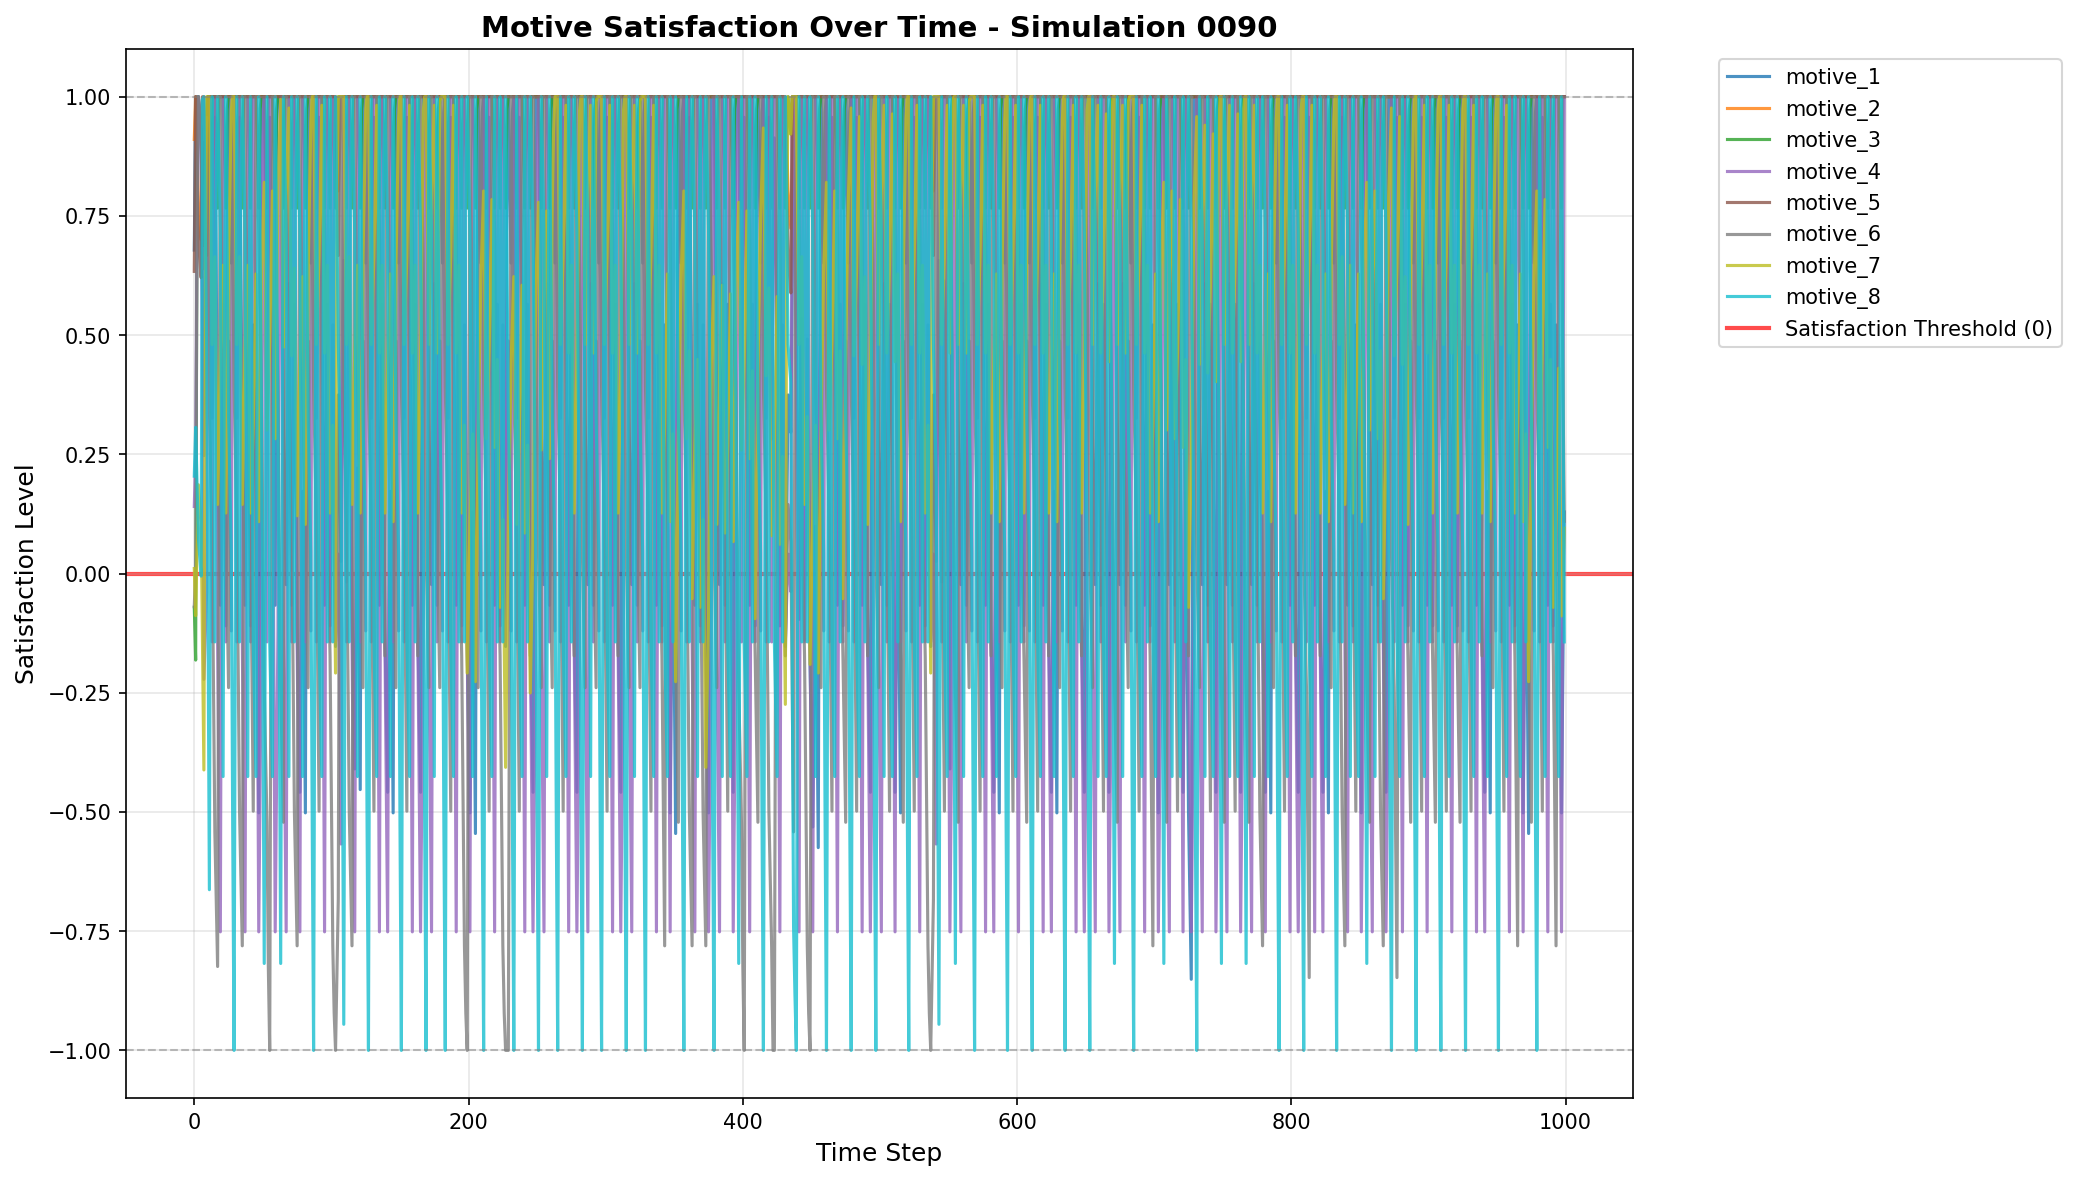 Motive Satisfaction Over Time - Simulation 0090
1.00
0.75
0.50
0.25
0.00
−0.25
−0.50
−0.75
−1.00
Satisfaction Level
0
200
400
600
800
1000
Time Step
motive_1
motive_2
motive_3
motive_4
motive_5
motive_6
motive_7
motive_8
Satisfaction Threshold (0)